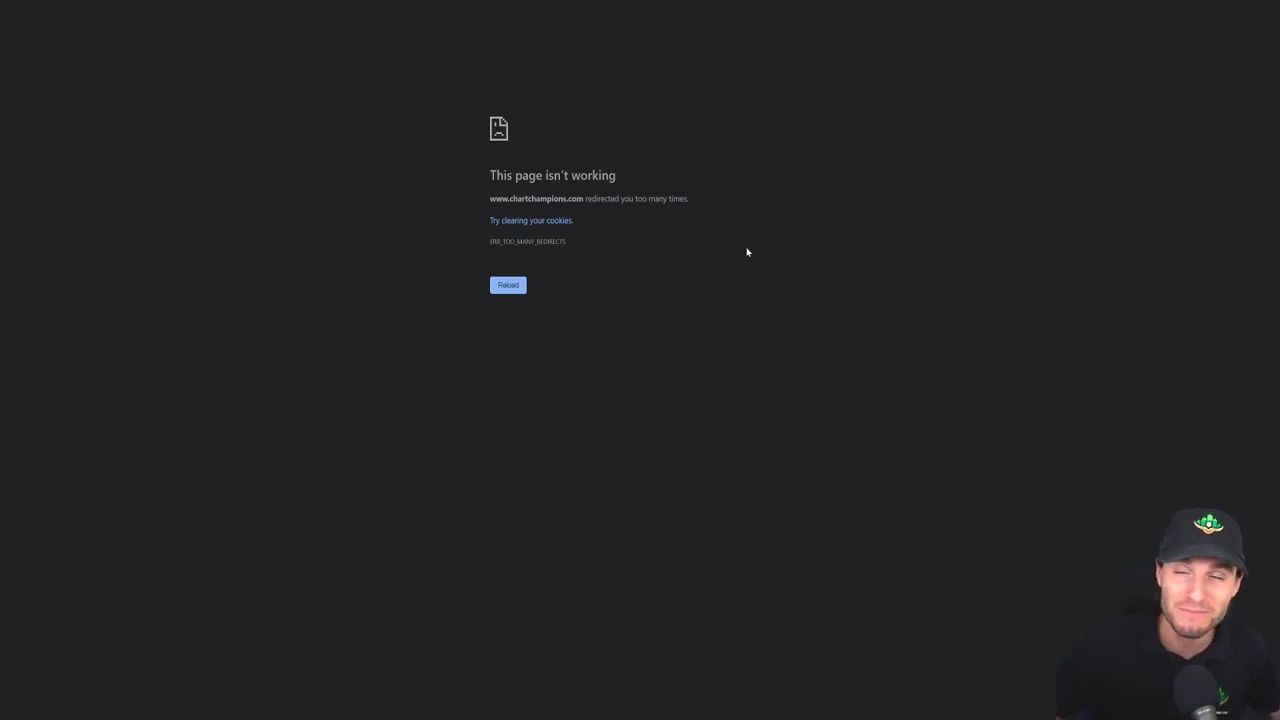 This page isn't working
www.chartchampions.com redirected you too many times.
Try clearing your cookies.
ERR_TOO_MANY_REDIRECTS
Reload